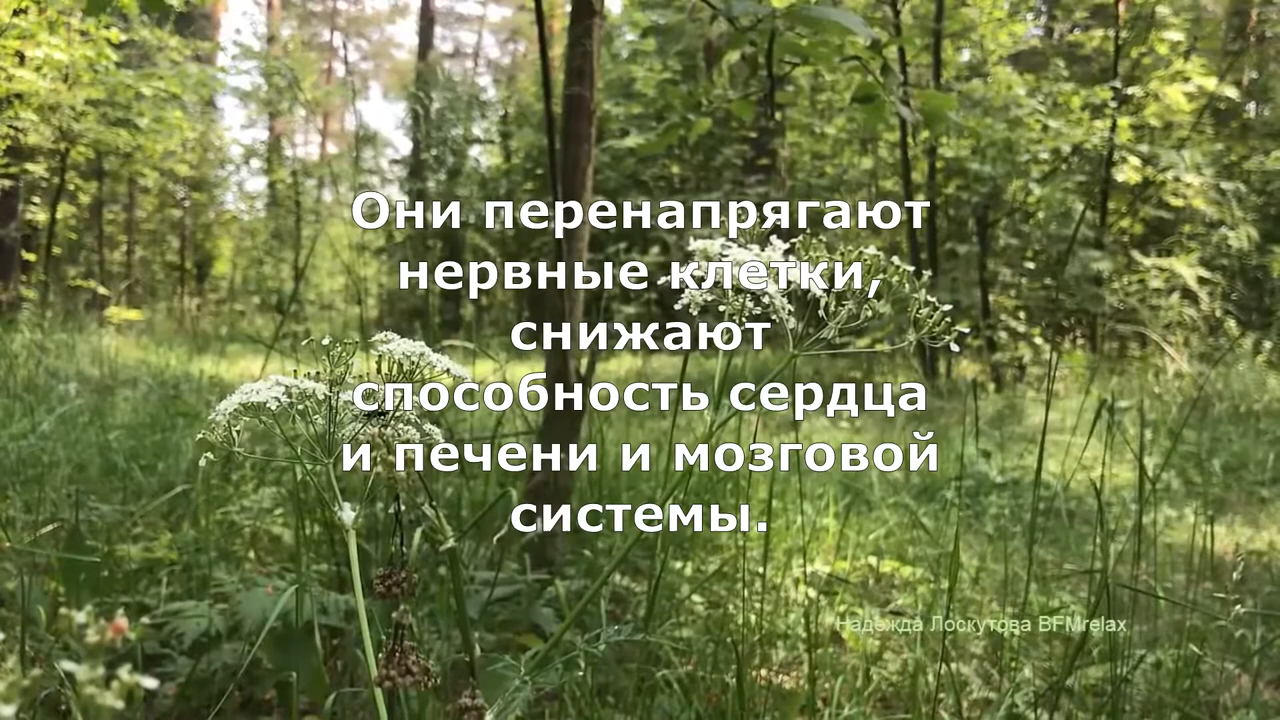 Они перенапрягают
нервные клетки,
снижают
способность сердца
и печени и мозговой
системы.
Надежда Лоскутова BFMrelax